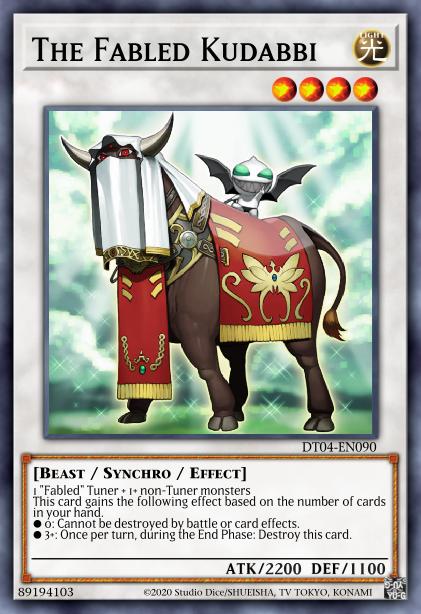 THE FABLED KUDABBI
LIGHT
光
DT04-EN090
[BEAST / SYNCHRO / EFFECT]
1 "Fabled" Tuner + 1+ non-Tuner monsters
This card gains the following effect based on the number of cards
in your hand.
● 0: Cannot be destroyed by battle or card effects.
● 3+: Once per turn, during the End Phase: Destroy this card.
ATK/2200 DEF/1100
89194103
©2020 Studio Dice/SHUEISHA, TV TOKYO, KONAMI